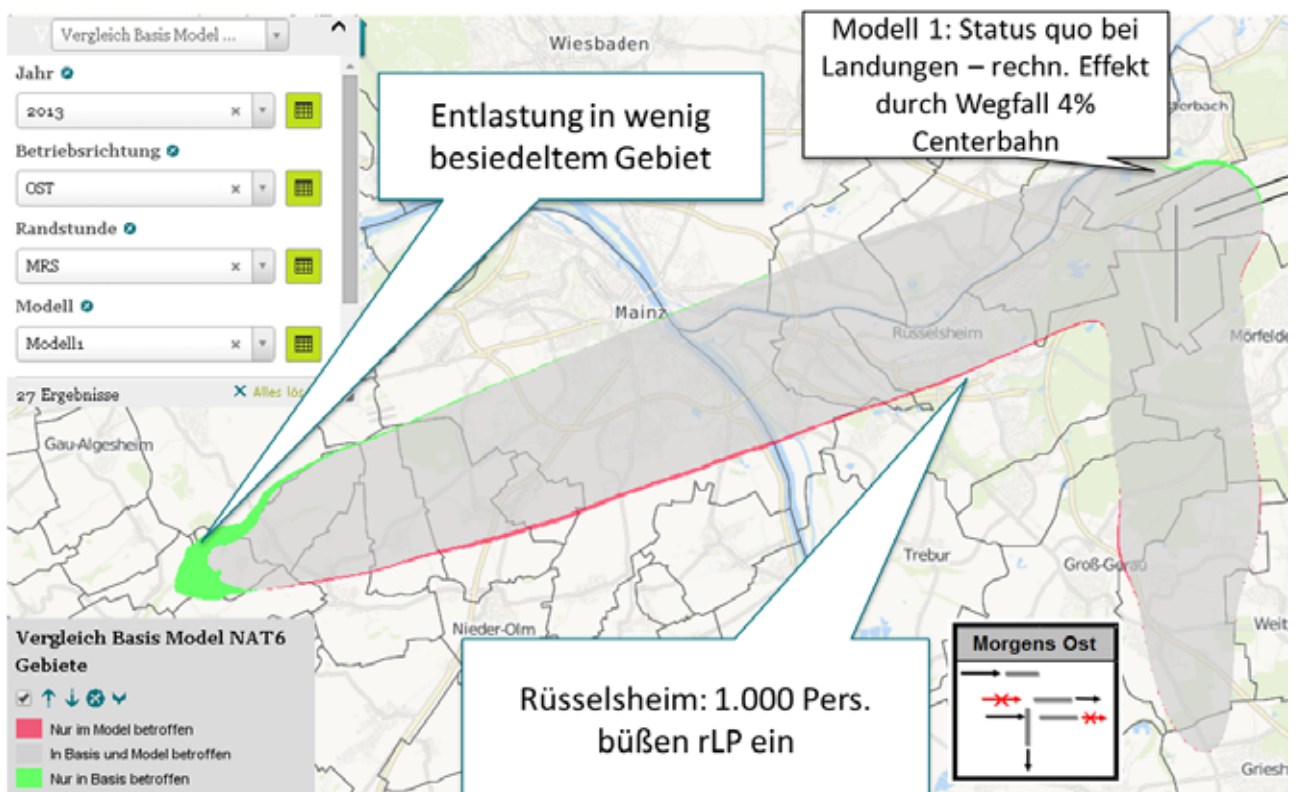 Vergleich Basis Model ...
Jahr
2013
Betriebsrichtung
OST
Randstunde
MRS
Modell
Modell1
27 Ergebnisse
Alles lös
Entlastung in wenig
besiedeltem Gebiet
Modell 1: Status quo bei
Landungen – rechn. Effekt
durch Wegfall 4%
Centerbahn
Wiesbaden
terbach
Mainz
Rüsselsheim
Mörfelde
Gau-Algesheim
Trebur
Groß-Gerau
Nieder-Olm
Weit
Griesh
Rüsselsheim: 1.000 Pers.
büßen rLP ein
Morgens Ost
Vergleich Basis Model NAT6
Gebiete
Nur im Model betroffen
In Basis und Model betroffen
Nur in Basis betroffen